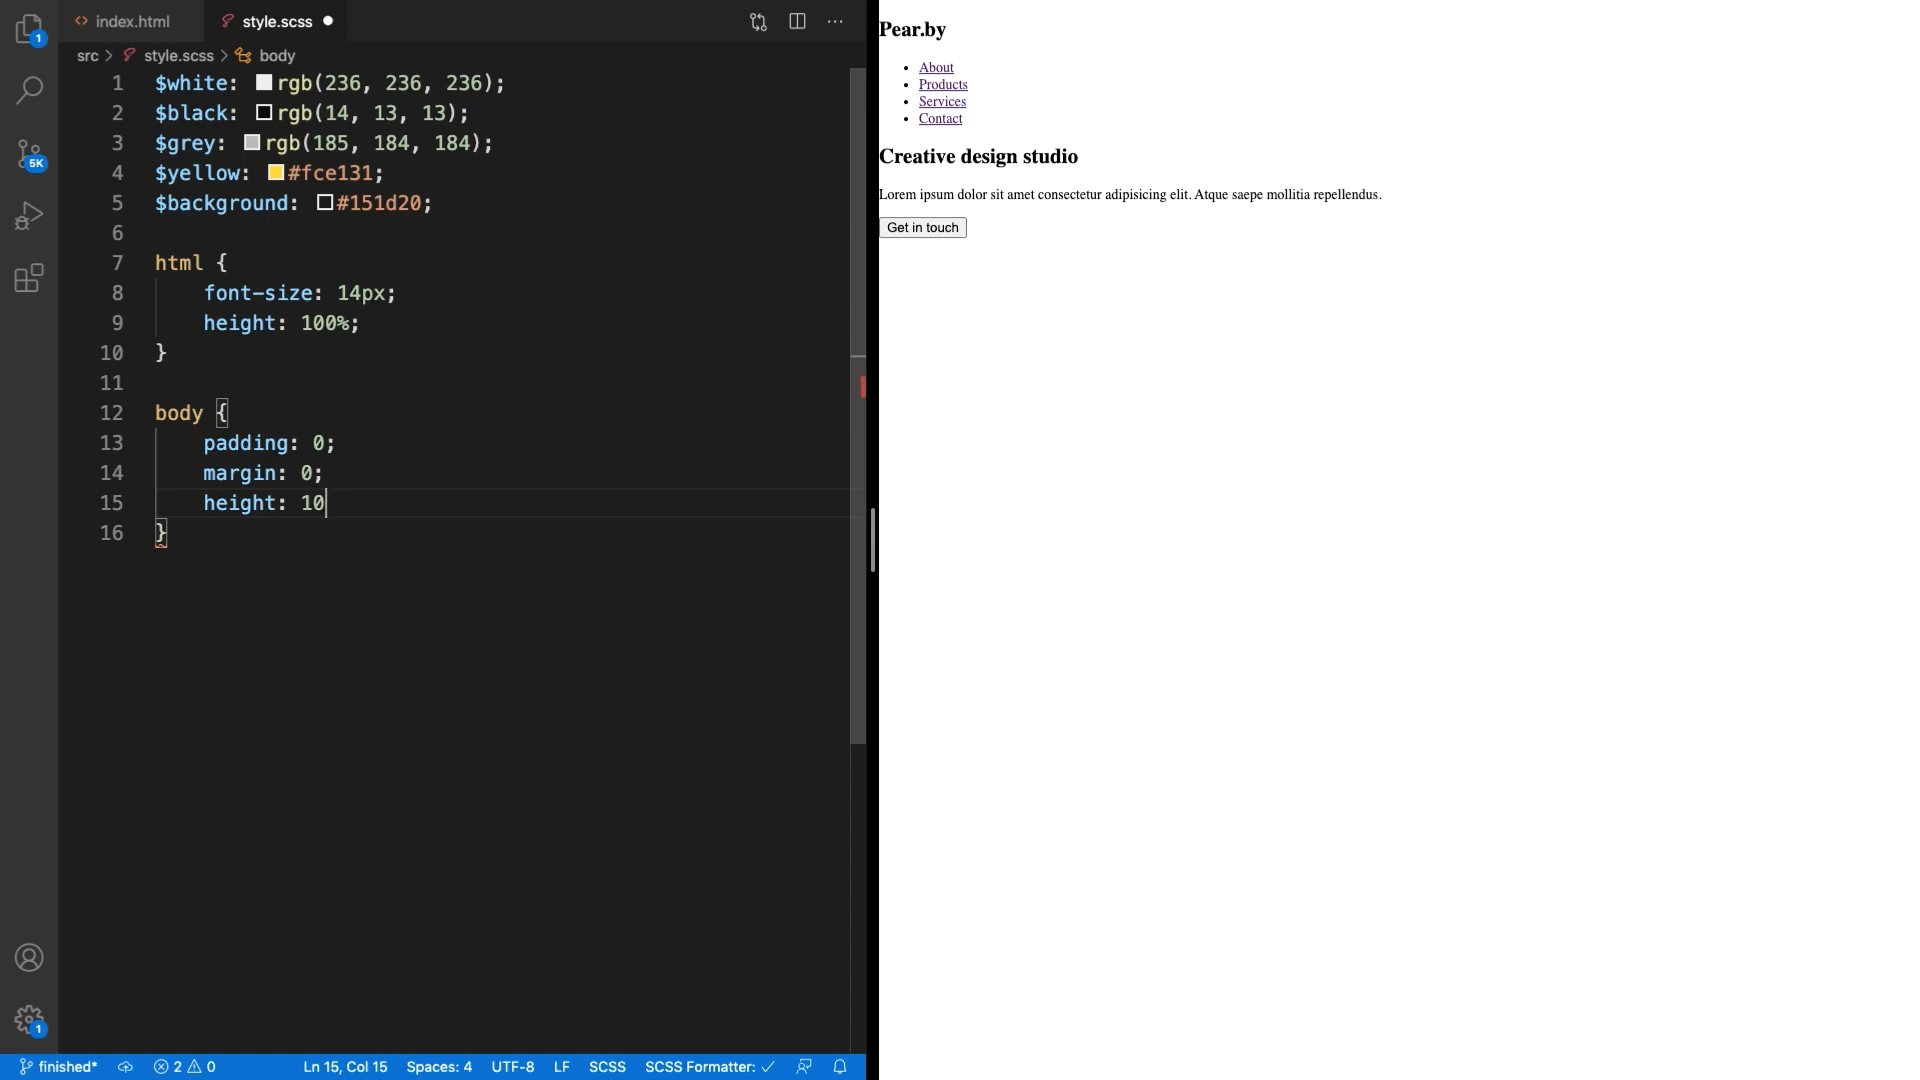 index.html
style.scss
src > style.scss > body
1
5K
1
1 $white: rgb(236, 236, 236);
2 $black: rgb(14, 13, 13);
3 $grey: rgb(185, 184, 184);
4 $yellow: #fce131;
5 $background: #151d20;
6
7 html {
8 font-size: 14px;
9 height: 100%;
10 }
11
12 body {
13 padding: 0;
14 margin: 0;
15 height: 10
16 }
finished* 2 0 Ln 15, Col 15 Spaces: 4 UTF-8 LF SCSS SCSS Formatter: ✓
Pear.by
• About
• Products
• Services
• Contact
Creative design studio
Lorem ipsum dolor sit amet consectetur adipisicing elit. Atque saepe mollitia repellendus.
Get in touch